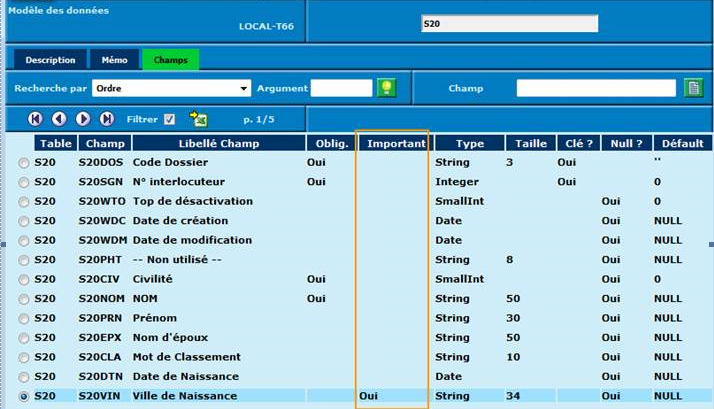 Modèle des données
LOCAL-T66 S20
Description Mémo Champs
Recherche par Ordre Argument Champ
Filtrer p. 1/5
Table Champ Libellé Champ Oblig. Important Type Taille Clé ? Null ? Défault
S20 S20DOS Code Dossier Oui String 3 Oui ''
S20 S20SGN N° interlocuteur Oui Integer Oui 0
S20 S20WTO Top de désactivation SmallInt Oui 0
S20 S20WDC Date de création Date Oui NULL
S20 S20WDM Date de modification Date Oui NULL
S20 S20PHT -- Non utilisé -- String 8 Oui NULL
S20 S20CIV Civilité Oui SmallInt Oui 0
S20 S20NOM NOM Oui String 50 Oui NULL
S20 S20PRN Prénom String 30 Oui NULL
S20 S20EPX Nom d'époux String 50 Oui NULL
S20 S20CLA Mot de Classement String 10 Oui NULL
S20 S20DTN Date de Naissance Date Oui NULL
S20 S20VIN Ville de Naissance Oui String 34 Oui NULL